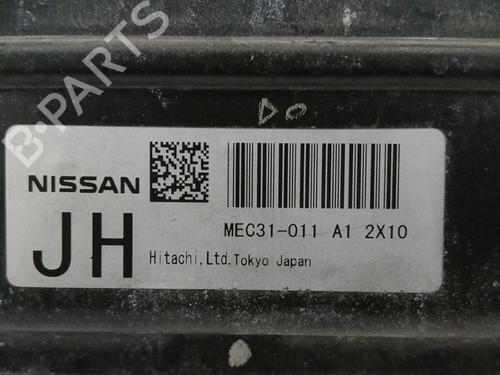 B-PARTS
DO
NISSAN
JH
MEC31-011 A1 2X10
Hitachi,Ltd.Tokyo Japan